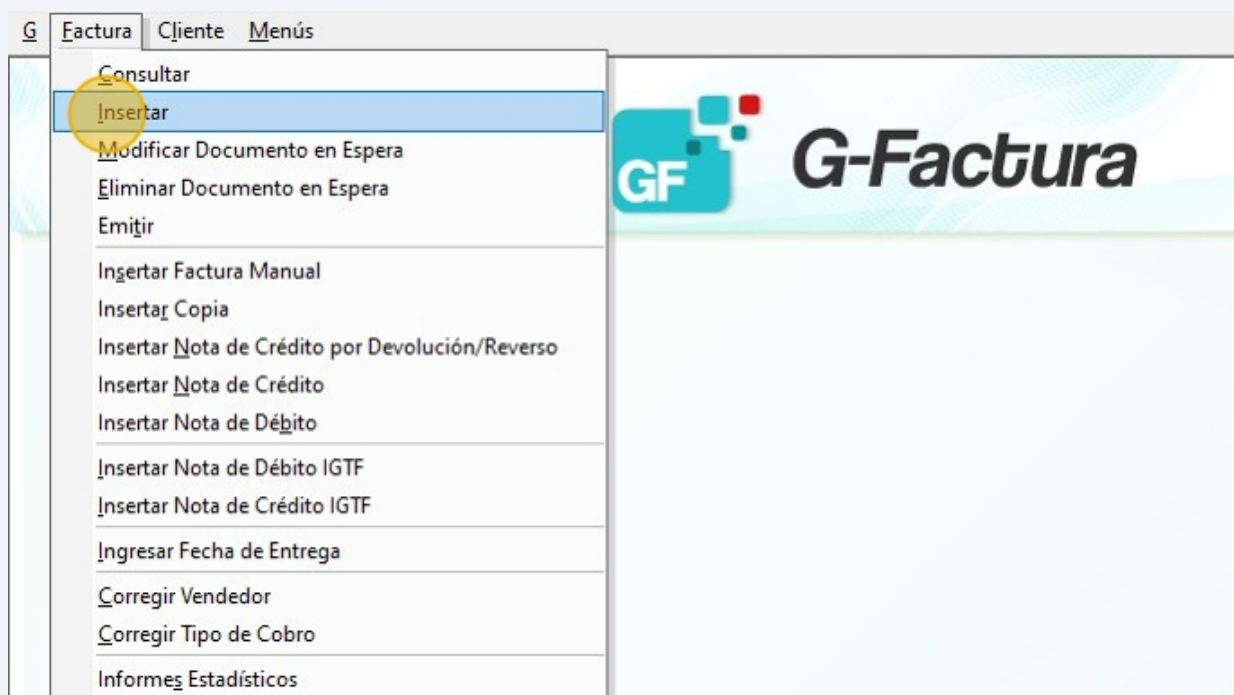 G Factura Cliente Menús
Consultar
Insertar
Modificar Documento en Espera
Eliminar Documento en Espera
Emitir
Insertar Factura Manual
Insertar Copia
Insertar Nota de Crédito por Devolución/Reverso
Insertar Nota de Crédito
Insertar Nota de Débito
Insertar Nota de Débito IGTF
Insertar Nota de Crédito IGTF
Ingresar Fecha de Entrega
Corregir Vendedor
Corregir Tipo de Cobro
Informes Estadísticos
GF G-Factura